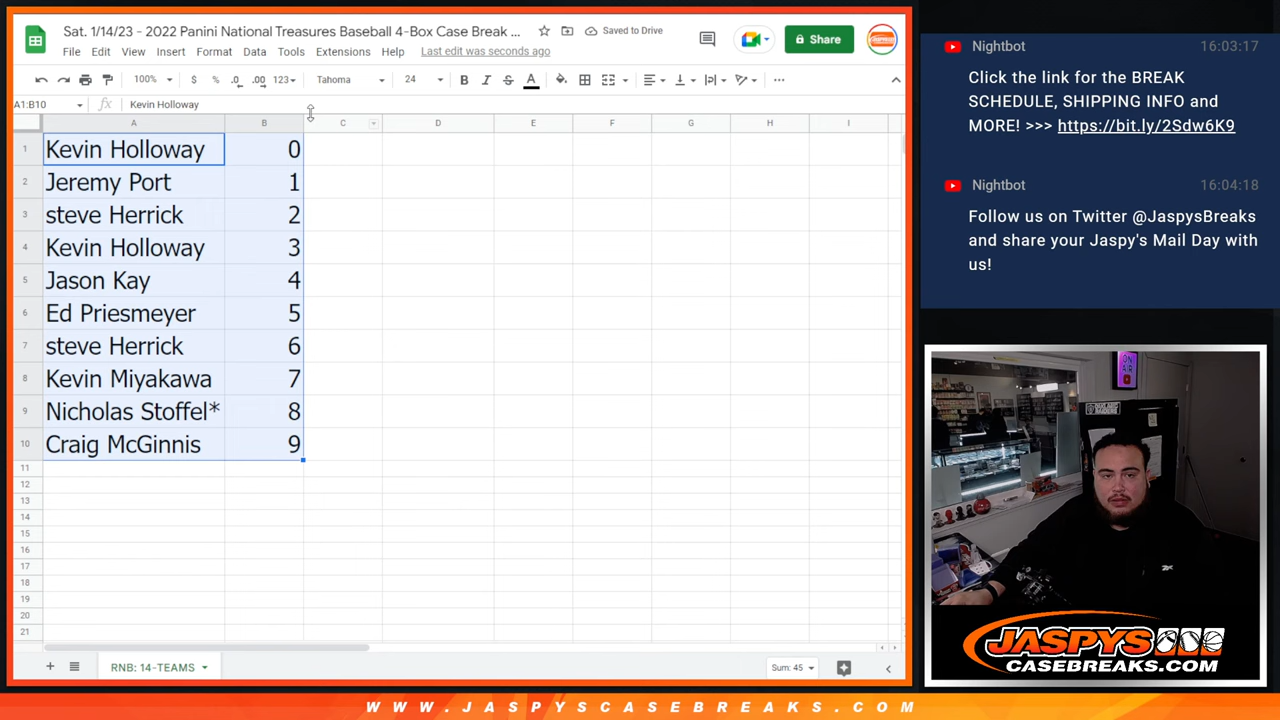 Sat. 1/14/23 - 2022 Panini National Treasures Baseball 4-Box Case Break ...
Saved to Drive
Share
File Edit View Insert Format Data Tools Extensions Help Last edit was seconds ago
100% $ % .0 .00 123 Tahoma 24 B I S A
A1:B10 fx Kevin Holloway
A B C D E F G H I
1 Kevin Holloway 0
2 Jeremy Port 1
3 steve Herrick 2
4 Kevin Holloway 3
5 Jason Kay 4
6 Ed Priesmeyer 5
7 steve Herrick 6
8 Kevin Miyakawa 7
9 Nicholas Stoffel* 8
10 Craig McGinnis 9
11
12
13
14
15
16
17
18
19
20
21
RNB: 14-TEAMS
Sum: 45
Nightbot 16:03:17
Click the link for the BREAK
SCHEDULE, SHIPPING INFO and
MORE! >>> https://bit.ly/2Sdw6K9
Nightbot 16:04:18
Follow us on Twitter @JaspysBreaks
and share your Jaspy's Mail Day with
us!
ON
AIR
JASPYS
CASEBREAKS.COM
WWW.JASPYSCASEBREAKS.COM